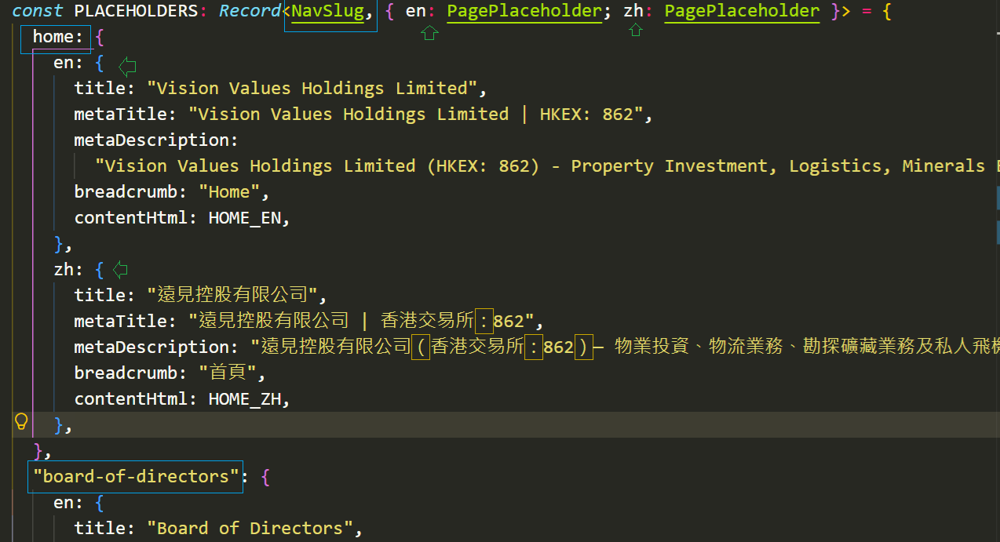 const PLACEHOLDERS: Record<NavSlug, { en: PagePlaceholder; zh: PagePlaceholder }> = {
home: {
en: {
title: "Vision Values Holdings Limited",
metaTitle: "Vision Values Holdings Limited | HKEX: 862",
metaDescription:
"Vision Values Holdings Limited (HKEX: 862) - Property Investment, Logistics, Minerals
breadcrumb: "Home",
contentHtml: HOME_EN,
},
zh: {
title: "遠見控股有限公司",
metaTitle: "遠見控股有限公司 | 香港交易所：862",
metaDescription: "遠見控股有限公司（香港交易所：862）— 物業投資、物流業務、勘探礦藏業務及私人飛機
breadcrumb: "首頁",
contentHtml: HOME_ZH,
},
},
"board-of-directors": {
en: {
title: "Board of Directors",